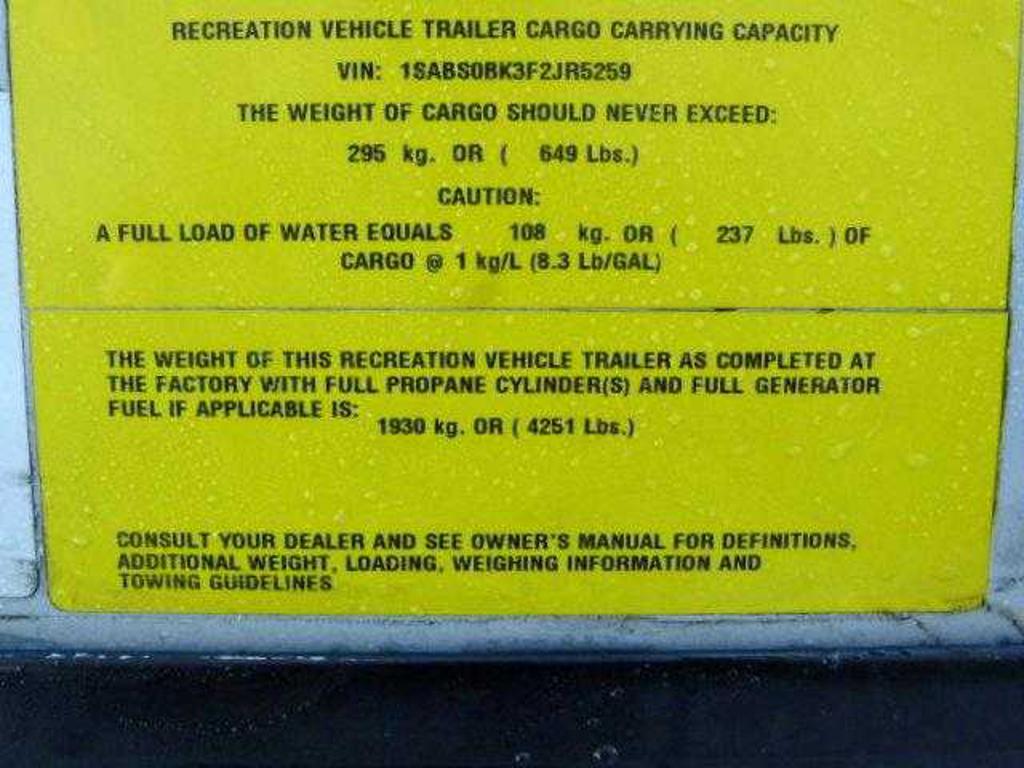 RECREATION VEHICLE TRAILER CARGO CARRYING CAPACITY
VIN: 1SABS0BK3F2JR5259
THE WEIGHT OF CARGO SHOULD NEVER EXCEED:
295 kg. OR ( 649 Lbs.)
CAUTION:
A FULL LOAD OF WATER EQUALS 108 kg. OR ( 237 Lbs. ) OF
CARGO @ 1 kg/L (8.3 Lb/GAL)
THE WEIGHT OF THIS RECREATION VEHICLE TRAILER AS COMPLETED AT
THE FACTORY WITH FULL PROPANE CYLINDER(S) AND FULL GENERATOR
FUEL IF APPLICABLE IS:
1930 kg. OR ( 4251 Lbs.)
CONSULT YOUR DEALER AND SEE OWNER'S MANUAL FOR DEFINITIONS,
ADDITIONAL WEIGHT, LOADING, WEIGHING INFORMATION AND
TOWING GUIDELINES